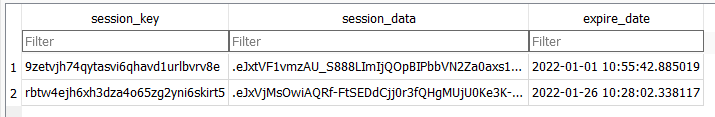 session_key session_data expire_date
Filter Filter Filter
1 9zetvjh74qytasvi6qhavd1urlbvrv8e .eJxtVF1vmzAU_S888LImIjQOpBIPbbVN2Za0axs1... 2022-01-01 10:55:42.885019
2 rbtw4ejh6xh3dza4o65zg2yni6skirt5 .eJxVjMsOwiAQRf-FtSEDdCjj0r3fQHgMUjU0Ke3K-... 2022-01-26 10:28:02.338117